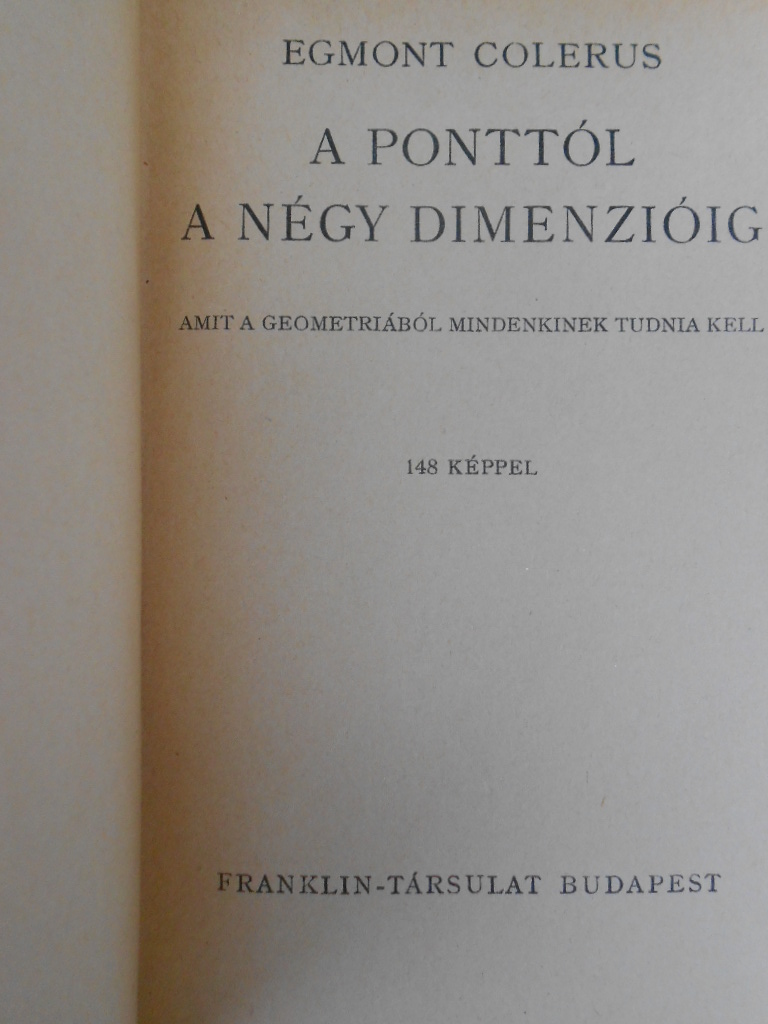 EGMONT COLERUS
A PONTTÓL
A NÉGY DIMENZIÓIG
AMIT A GEOMETRIÁBÓL MINDENKINEK TUDNIA KELL
148 KÉPPEL
FRANKLIN-TÁRSULAT BUDAPEST